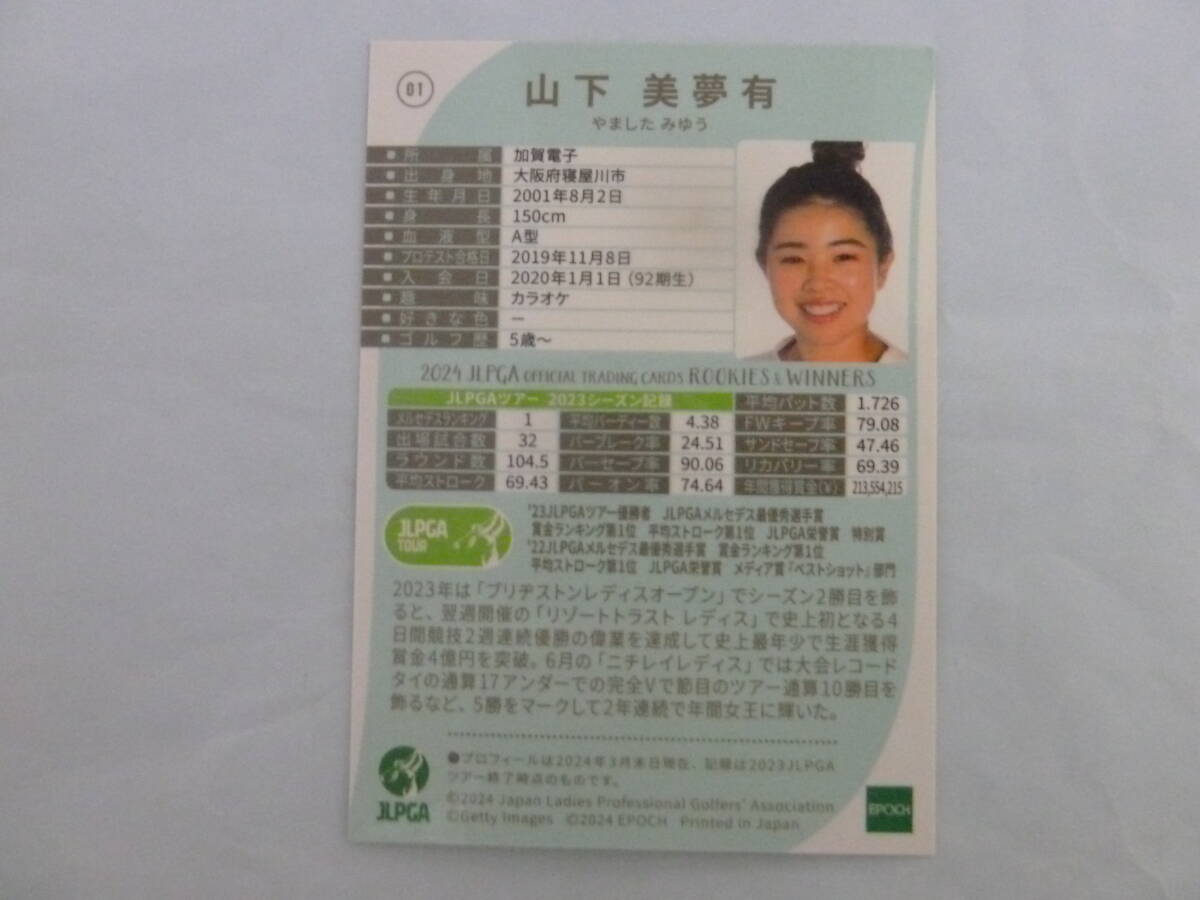 01
山下 美夢有
やました みゆう
所属 加賀電子
出身地 大阪府寝屋川市
生年月日 2001年8月2日
身長 150cm
血液型 A型
プロテスト合格日 2019年11月8日
入会日 2020年1月1日（92期生）
趣味 カラオケ
好きな色 ー
ゴルフ歴 5歳〜
2024 JLPGA OFFICIAL TRADING CARDS ROOKIES & WINNERS
JLPGAツアー 2023シーズン記録 平均パット数 1.726
メルセデスランキング 1 平均バーディー数 4.38 FWキープ率 79.08
出場試合数 32 パーブレーク率 24.51 サンドセーブ率 47.46
ラウンド数 104.5 パーセーブ率 90.06 リカバリー率 69.39
平均ストローク 69.43 パーオン率 74.64 年間獲得賞金(¥) 213,554,215
JLPGA
TOUR
'23JLPGAツアー優勝者 JLPGAメルセデス最優秀選手賞
賞金ランキング第1位 平均ストローク第1位 JLPGA栄誉賞 特別賞
'22JLPGAメルセデス最優秀選手賞 賞金ランキング第1位
平均ストローク第1位 JLPGA栄誉賞 メディア賞『ベストショット』部門
2023年は「ブリヂストンレディスオープン」でシーズン2勝目を飾
ると、翌週開催の「リゾートトラスト レディス」で史上初となる4
日間競技2週連続優勝の偉業を達成して史上最年少で生涯獲得
賞金4億円を突破。6月の「ニチレイレディス」では大会レコード
タイの通算17アンダーでの完全Vで節目のツアー通算10勝目を
飾るなど、5勝をマークして2年連続で年間女王に輝いた。
●プロフィールは2024年3月末日現在、記録は2023JLPGA
ツアー終了時点のものです。
©2024 Japan Ladies Professional Golfers' Association
©Getty Images ©2024 EPOCH Printed in Japan
JLPGA
EPOCH